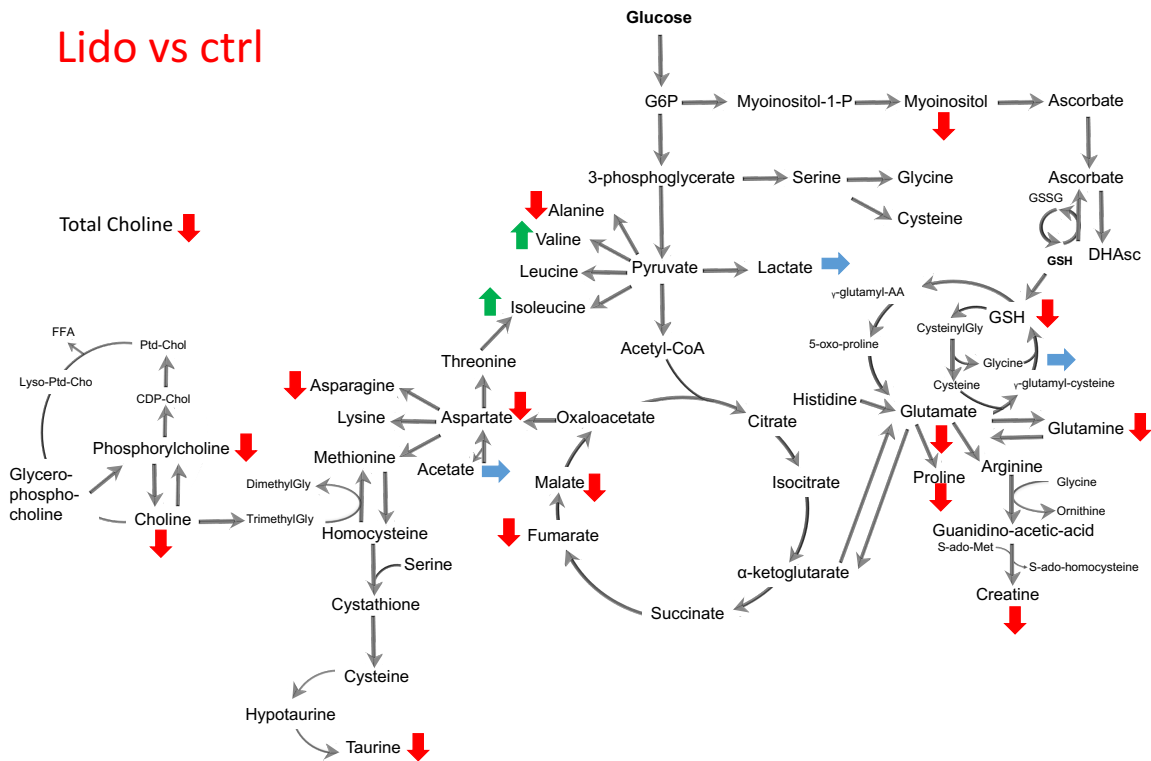 Lido vs ctrl
Glucose
G6P
Myoinositol-1-P
Myoinositol
Ascorbate
3-phosphoglycerate
Serine
Glycine
Ascorbate
GSSG
Cysteine
Total Choline
Alanine
Valine
Leucine
Pyruvate
Lactate
GSH
DHAsc
Isoleucine
γ-glutamyl-AA
GSH
CysteinylGly
FFA
Ptd-Chol
Threonine
Acetyl-CoA
5-oxo-proline
Glycine
Lyso-Ptd-Cho
Asparagine
Cysteine
γ-glutamyl-cysteine
CDP-Chol
Lysine
Aspartate
Oxaloacetate
Citrate
Histidine
Glutamate
Glutamine
Phosphorylcholine
Methionine
Acetate
Malate
Isocitrate
Proline
Arginine
Glycine
Glycero-
phospho-
choline
DimethylGly
Ornithine
Choline
TrimethylGly
Homocysteine
Fumarate
Guanidino-acetic-acid
S-ado-Met
Serine
α-ketoglutarate
S-ado-homocysteine
Cystathione
Succinate
Creatine
Cysteine
Hypotaurine
Taurine